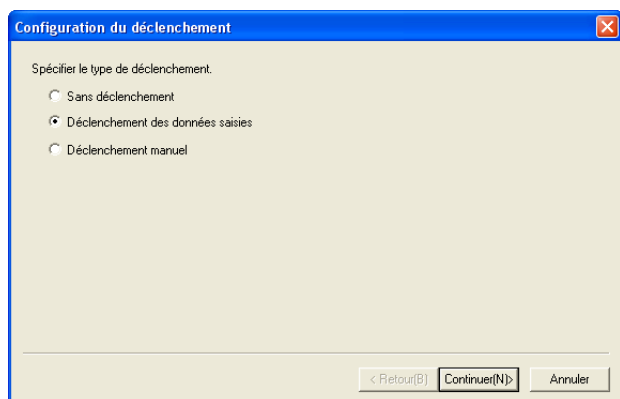 Configuration du déclenchement
Spécifier le type de déclenchement.
Sans déclenchement
Déclenchement des données saisies
Déclenchement manuel
< Retour(B) Continuer(N)> Annuler